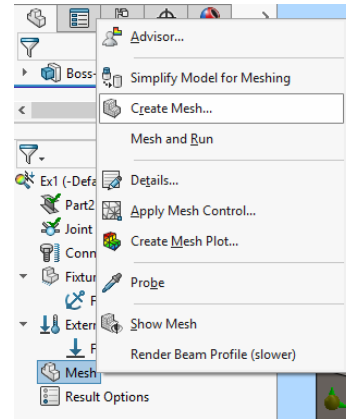 Advisor...
Boss-
Simplify Model for Meshing
Create Mesh...
Mesh and Run
Ex1 (-Defa
Details...
Part2
Apply Mesh Control...
Joint
Conn
Create Mesh Plot...
Fixtur
Probe
F
Extern
Show Mesh
F
Render Beam Profile (slower)
Mesh
Result Options